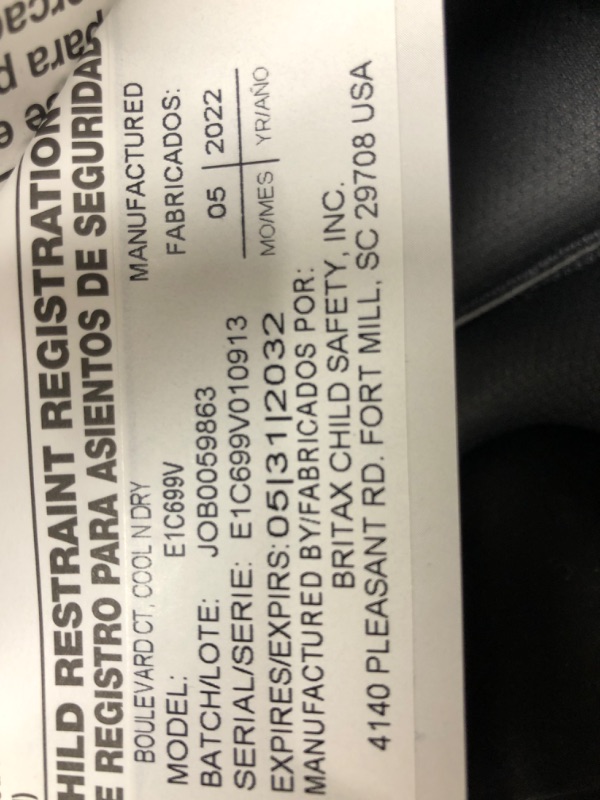 HILD RESTRAINT REGISTRATION
E REGISTRO PARA ASIENTOS DE SEGURIDAD
BOULEVARD CT, COOL N DRY
MANUFACTURED
MODEL: E1C699V
FABRICADOS:
BATCH/LOTE: JOB0059863
05 | 2022
SERIAL/SERIE: E1C699V010913
MO/MES | YR/AÑO
EXPIRES/EXPIRS: 05|31|2032
MANUFACTURED BY/FABRICADOS POR:
BRITAX CHILD SAFETY, INC.
4140 PLEASANT RD. FORT MILL, SC 29708 USA